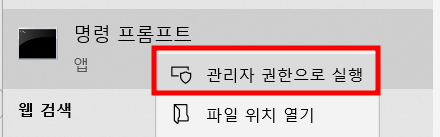 명령 프롬프트
앱
관리자 권한으로 실행
웹 검색
파일 위치 열기